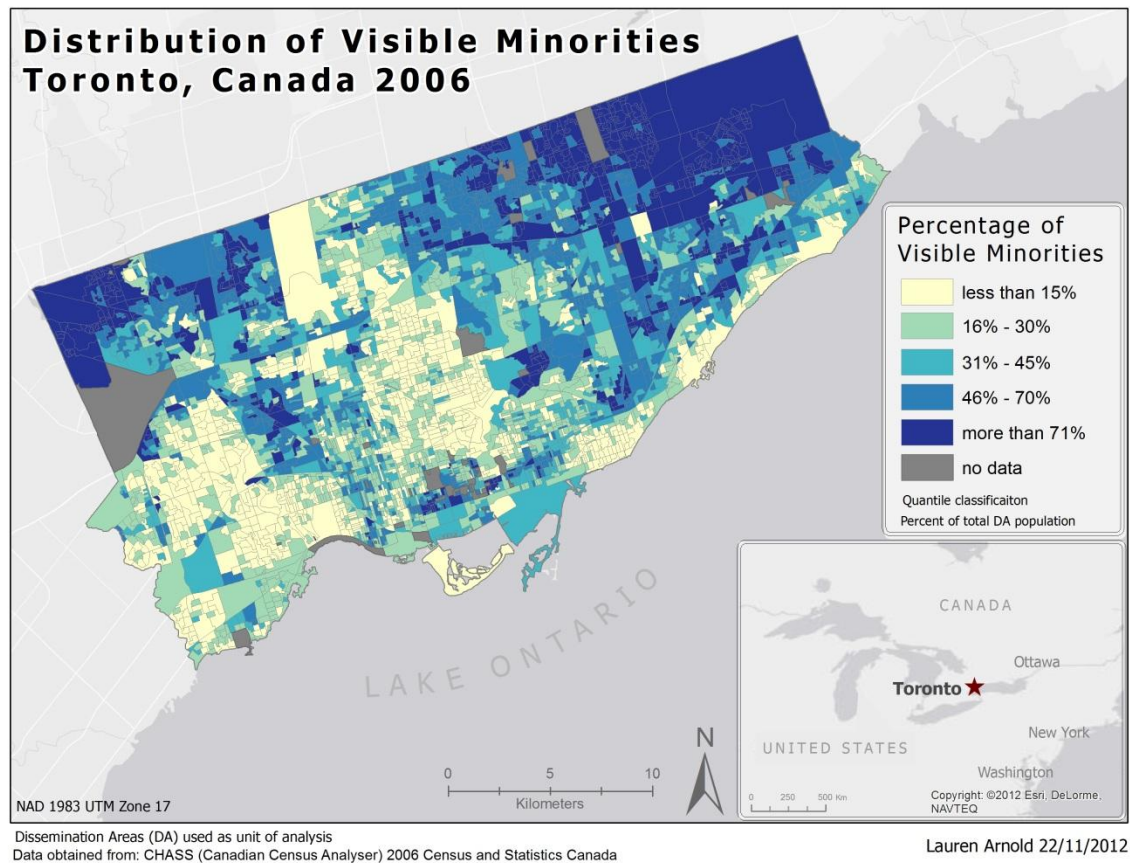 Distribution of Visible Minorities
Toronto, Canada 2006
Percentage of
Visible Minorities
less than 15%
16% - 30%
31% - 45%
46% - 70%
more than 71%
no data
Quantile classificaiton
Percent of total DA population
LAKE ONTARIO
N
0 5 10
Kilometers
NAD 1983 UTM Zone 17
CANADA
Ottawa
Toronto
New York
UNITED STATES
Washington
0 250 500 Km
Copyright: ©2012 Esri, DeLorme,
NAVTEQ
Dissemination Areas (DA) used as unit of analysis
Data obtained from: CHASS (Canadian Census Analyser) 2006 Census and Statistics Canada
Lauren Arnold 22/11/2012